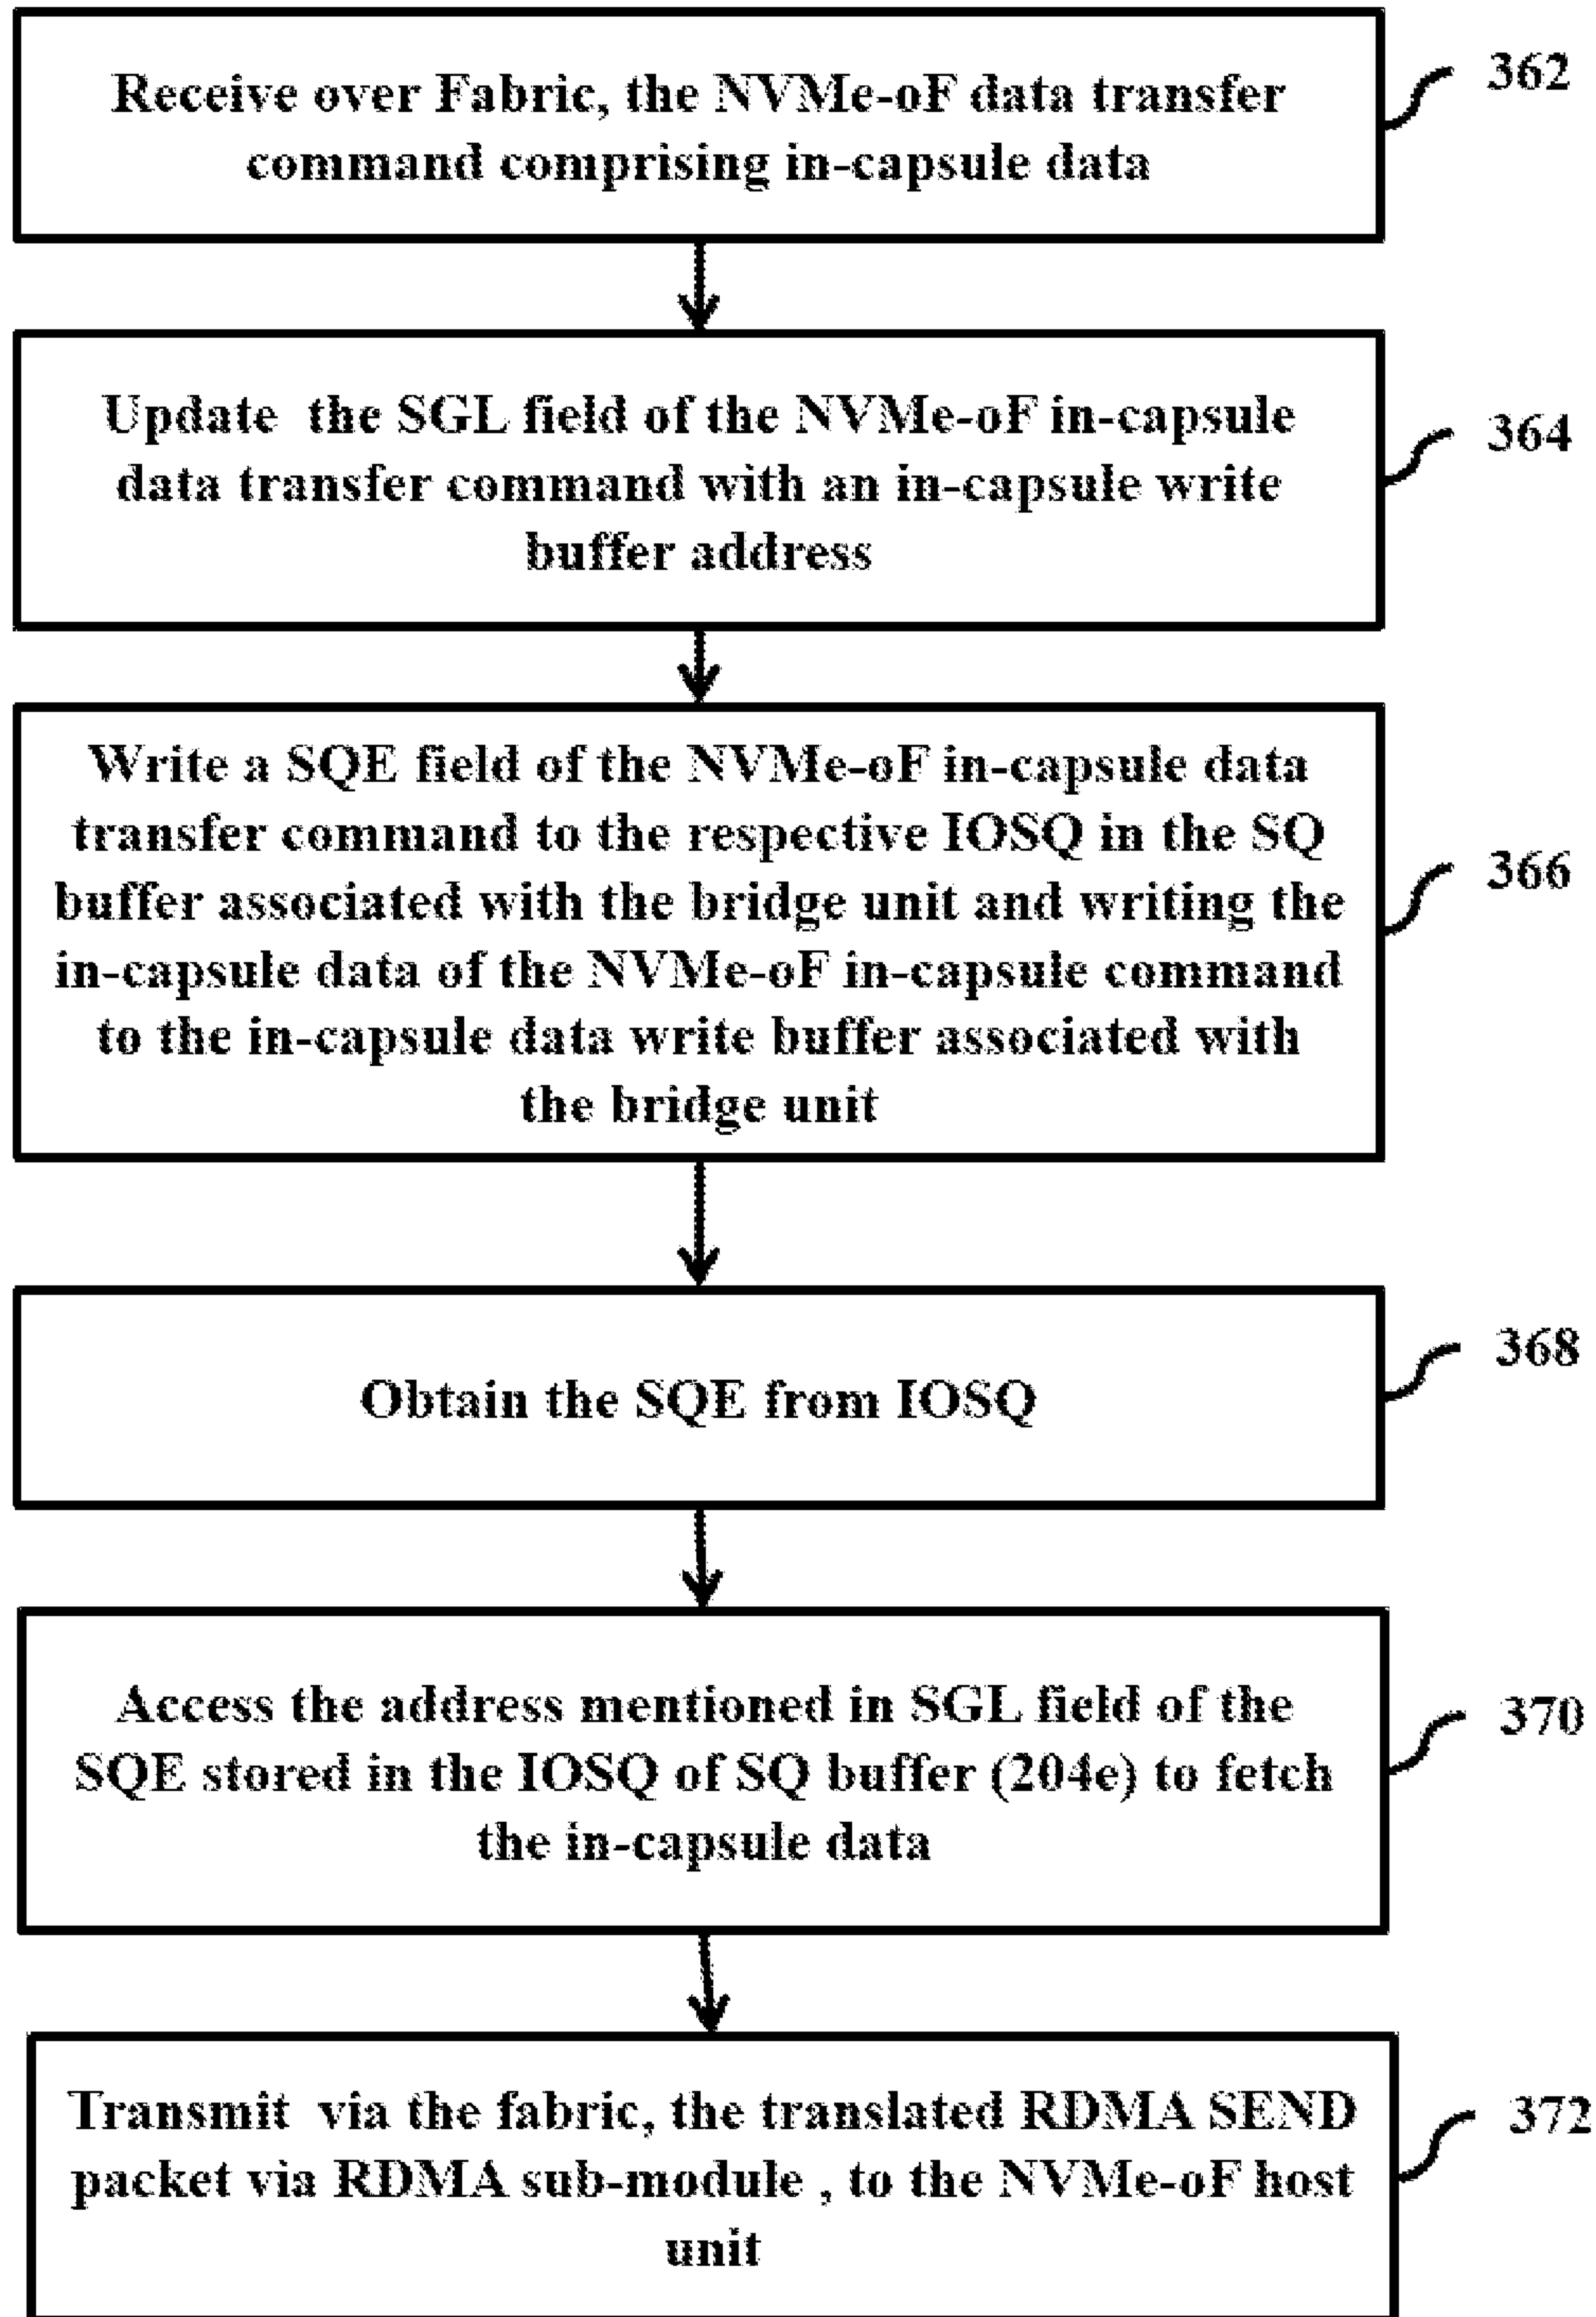 Receive over Fabric, the NVMe-oF data transfer
command comprising in-capsule data
362
Update the SGL field of the NVMe-oF in-capsule
data transfer command with an in-capsule write
buffer address
364
Write a SQE field of the NVMe-oF in-capsule data
transfer command to the respective IOSQ in the SQ
buffer associated with the bridge unit and writing the
in-capsule data of the NVMe-oF in-capsule command
to the in-capsule data write buffer associated with
the bridge unit
366
Obtain the SQE from IOSQ
368
Access the address mentioned in SGL field of the
SQE stored in the IOSQ of SQ buffer (204e) to fetch
the in-capsule data
370
Transmit via the fabric, the translated RDMA SEND
packet via RDMA sub-module , to the NVMe-oF host
unit
372